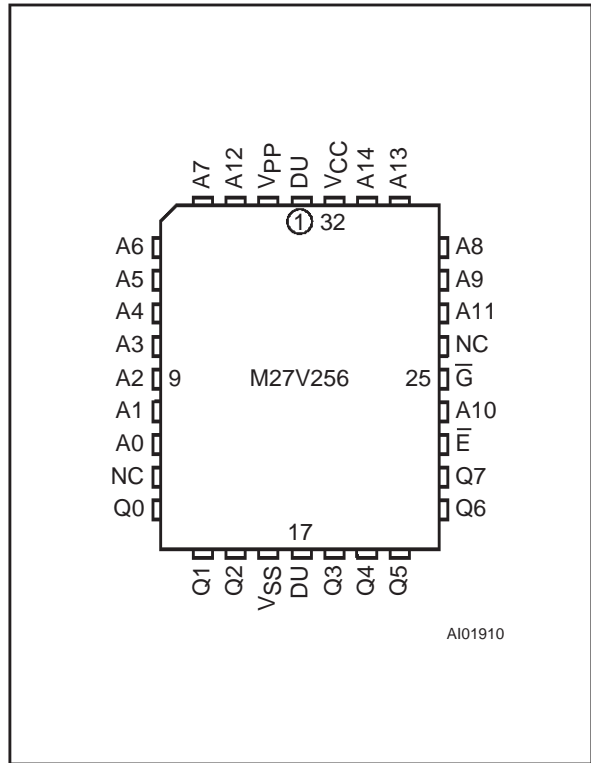 A7 A12 VPP DU VCC A14 A13
1 32
A6 A8
A5 A9
A4 A11
A3 NC
A2 9 M27V256 25 G̅
A1 A10
A0 E̅
NC Q7
Q0 Q6
17
Q1 Q2 VSS DU Q3 Q4 Q5
AI01910